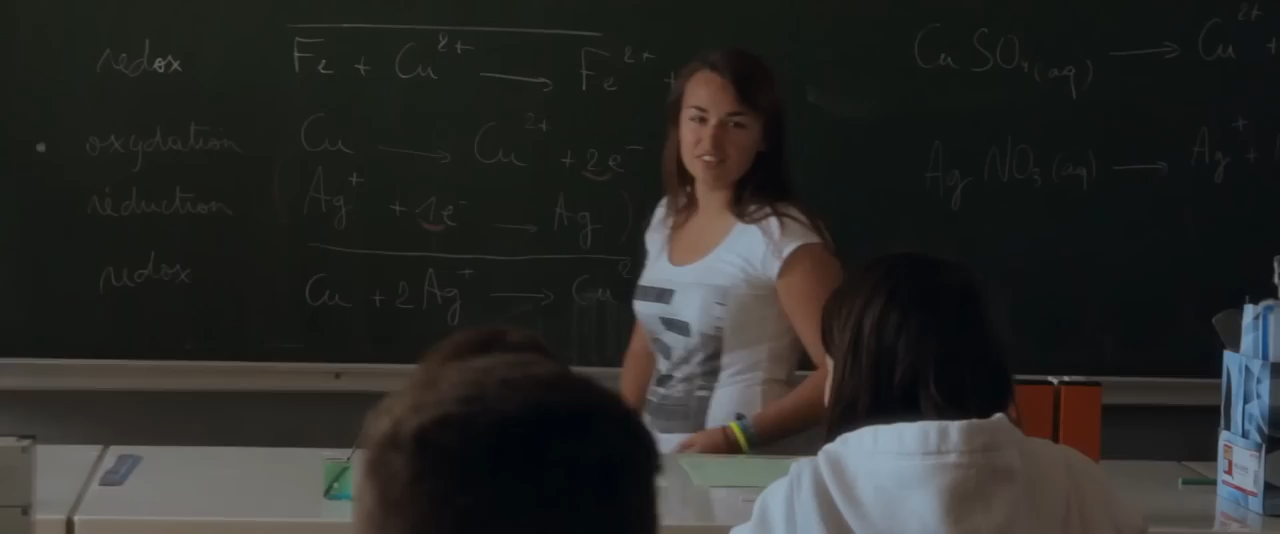 redox Fe + Cu²⁺ → Fe²⁺ +
• oxydation Cu → Cu²⁺ + 2e⁻
réduction ( Ag⁺ + 1e⁻ → Ag )
redox Cu + 2Ag⁺ → Cu²
CuSO₄(aq) → Cu²⁺ +
AgNO₃(aq) → Ag⁺ +